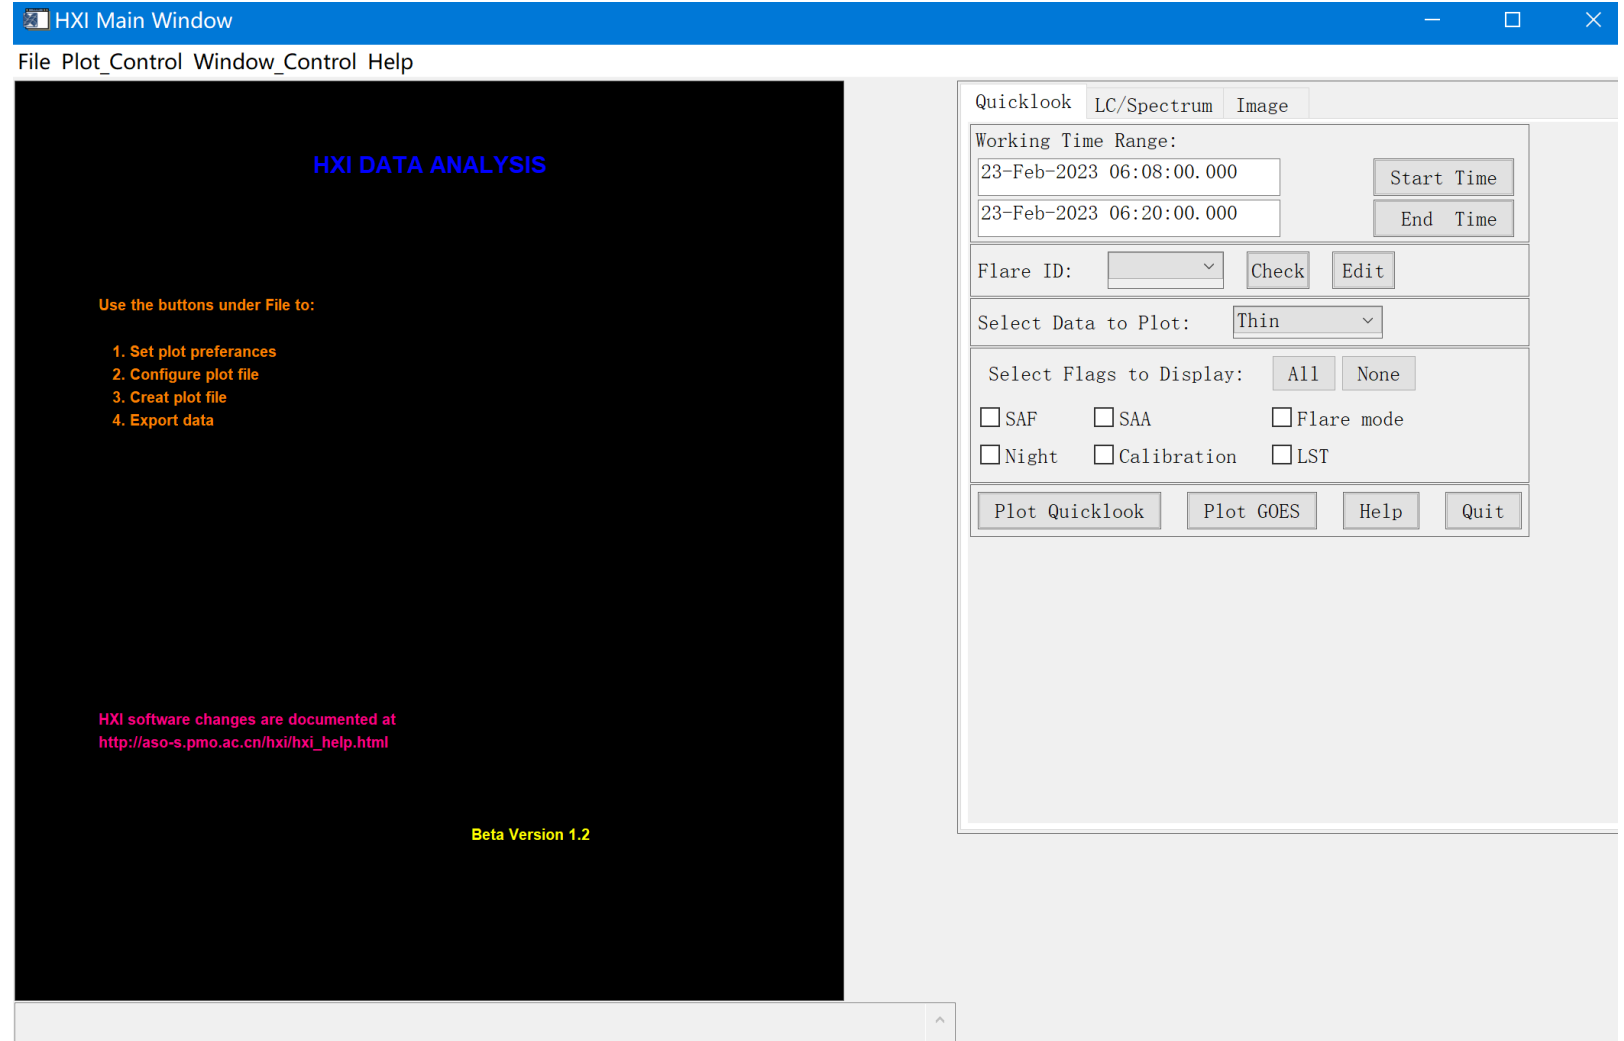 HXI Main Window
File Plot_Control Window_Control Help
HXI DATA ANALYSIS
Use the buttons under File to:
1. Set plot preferances
2. Configure plot file
3. Creat plot file
4. Export data
HXI software changes are documented at
http://aso-s.pmo.ac.cn/hxi/hxi_help.html
Beta Version 1.2
Quicklook LC/Spectrum Image
Working Time Range:
23-Feb-2023 06:08:00.000 Start Time
23-Feb-2023 06:20:00.000 End Time
Flare ID: Check Edit
Select Data to Plot: Thin
Select Flags to Display: All None
SAF SAA Flare mode
Night Calibration LST
Plot Quicklook Plot GOES Help Quit